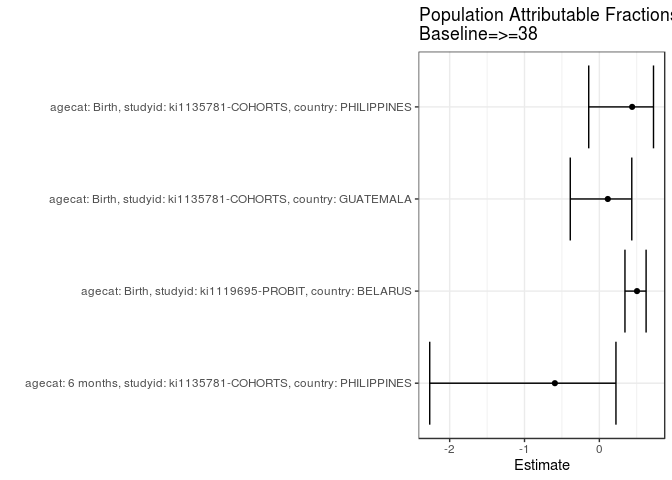 Population Attributable Fractions
Baseline=>=38
agecat: Birth, studyid: ki1135781-COHORTS, country: PHILIPPINES
agecat: Birth, studyid: ki1135781-COHORTS, country: GUATEMALA
agecat: Birth, studyid: ki1119695-PROBIT, country: BELARUS
agecat: 6 months, studyid: ki1135781-COHORTS, country: PHILIPPINES
-2 -1 0
Estimate